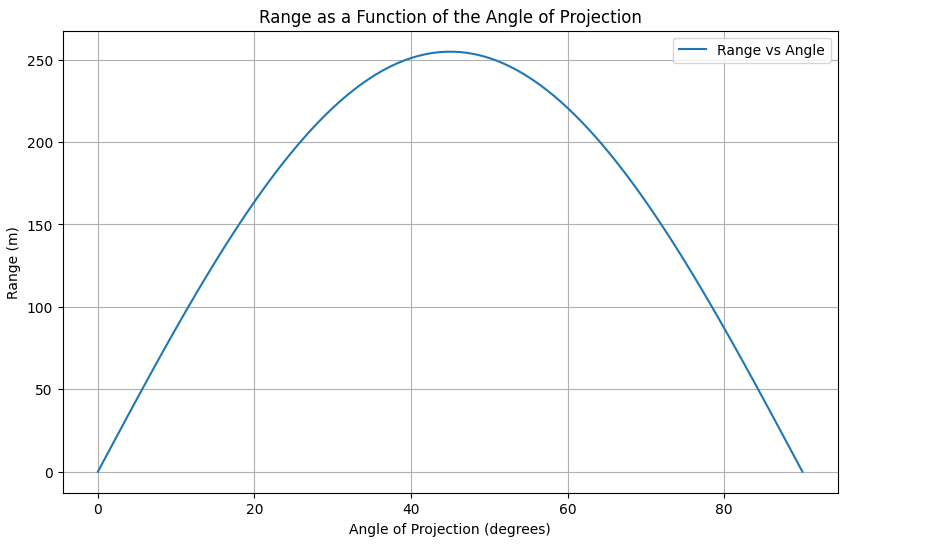 Range as a Function of the Angle of Projection
Range vs Angle
250
200
150
100
50
0
Range (m)
0 20 40 60 80
Angle of Projection (degrees)